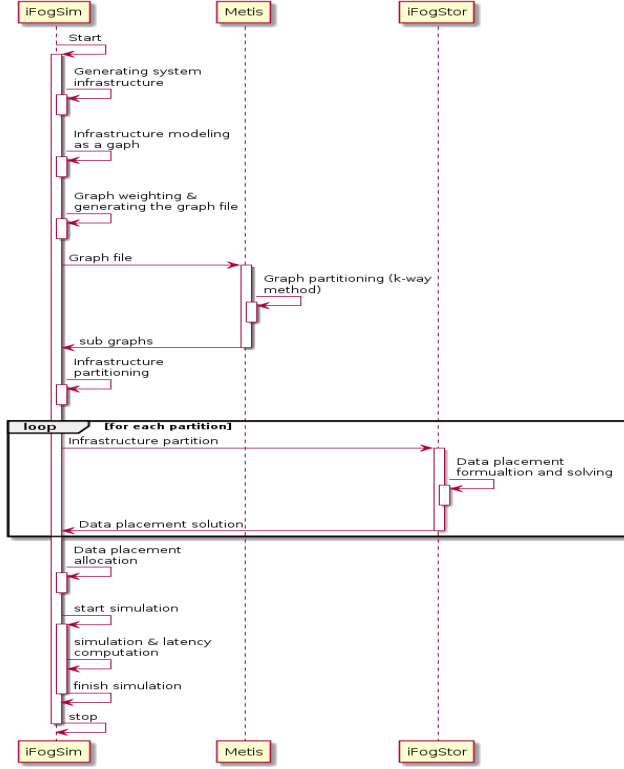 iFogSim
Metis
iFogStor
Start
Generating system
infrastructure
Infrastructure modeling
as a gaph
Graph weighting &
generating the graph file
Graph file
Graph partitioning (k-way
method)
sub graphs
Infrastructure
partitioning
loop
[for each partition]
Infrastructure partition
Data placement
formualtion and solving
Data placement solution
Data placement
allocation
start simulation
simulation & latency
computation
finish simulation
stop
iFogSim
Metis
iFogStor